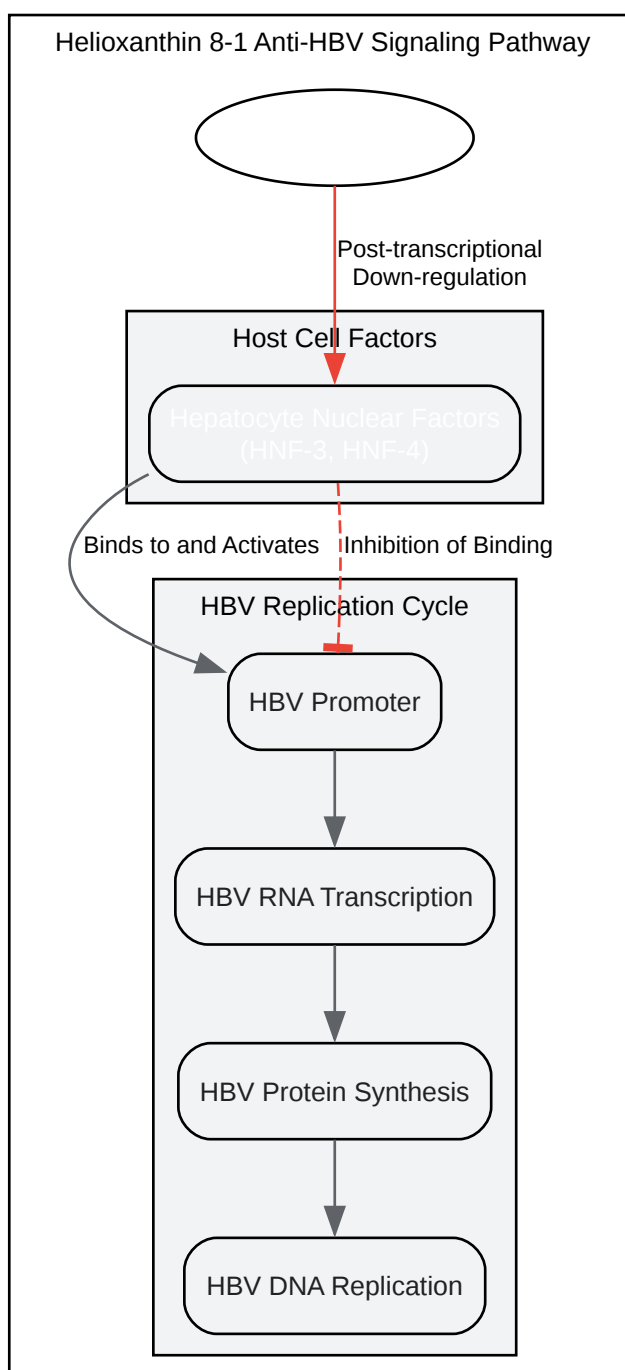 Helioxanthin 8-1 Anti-HBV Signaling Pathway
Post-transcriptional
Down-regulation
Host Cell Factors
Hepatocyte Nuclear Factors
(HNF-3, HNF-4)
Binds to and Activates
Inhibition of Binding
HBV Replication Cycle
HBV Promoter
HBV RNA Transcription
HBV Protein Synthesis
HBV DNA Replication